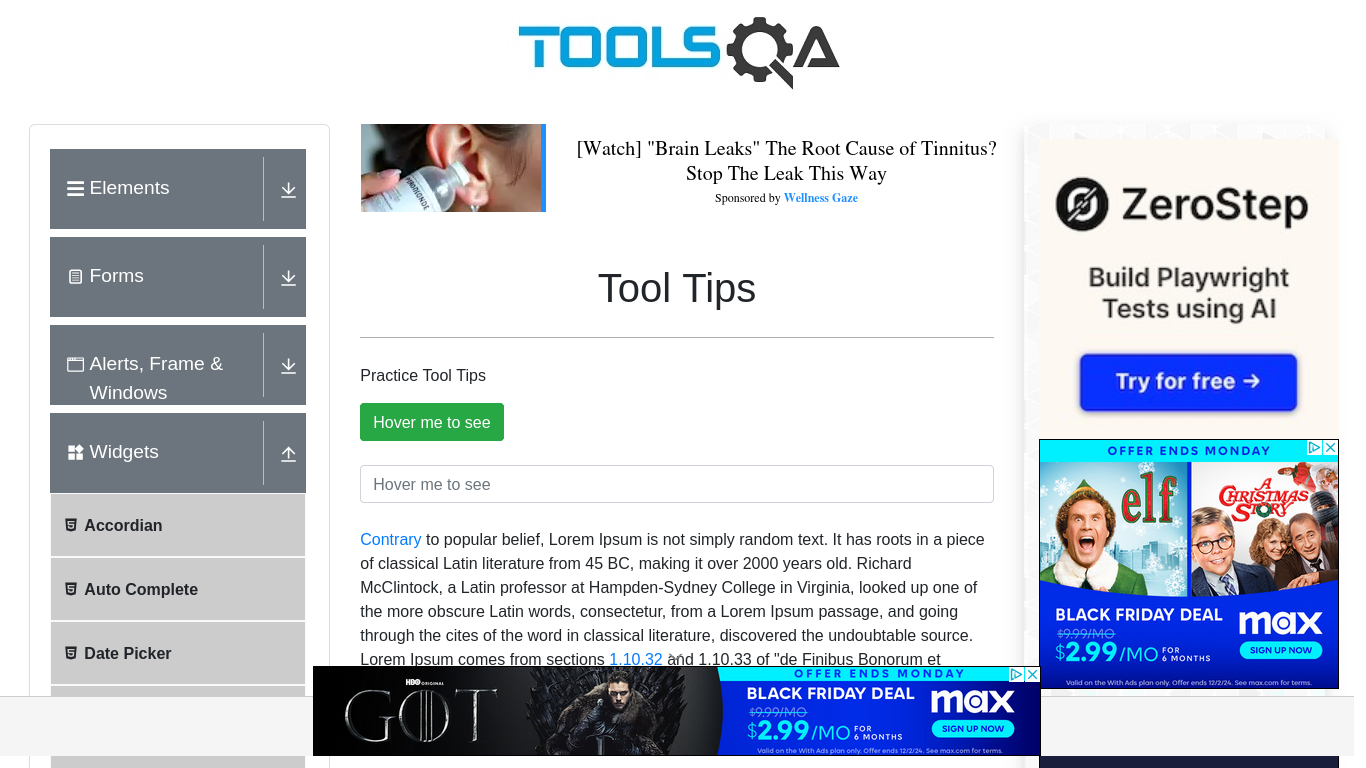 TOOLSQA
Elements
Forms
Alerts, Frame &
Windows
Widgets
Accordian
Auto Complete
Date Picker
[Watch] "Brain Leaks" The Root Cause of Tinnitus?
Stop The Leak This Way
Sponsored by Wellness Gaze
Tool Tips
Practice Tool Tips
Hover me to see
Hover me to see
Contrary to popular belief, Lorem Ipsum is not simply random text. It has roots in a piece
of classical Latin literature from 45 BC, making it over 2000 years old. Richard
McClintock, a Latin professor at Hampden-Sydney College in Virginia, looked up one of
the more obscure Latin words, consectetur, from a Lorem Ipsum passage, and going
through the cites of the word in classical literature, discovered the undoubtable source.
Lorem Ipsum comes from sections 1.10.32 and 1.10.33 of "de Finibus Bonorum et
ZeroStep
Build Playwright
Tests using AI
Try for free →
OFFER ENDS MONDAY
elf
A CHRISTMAS STORY
BLACK FRIDAY DEAL
$9.99/MO
$2.99/MO FOR 6 MONTHS
max
SIGN UP NOW
Valid on the With Ads plan only. Offer ends 12/2/24. See max.com for terms.
HBO ORIGINAL
GOT
OFFER ENDS MONDAY
BLACK FRIDAY DEAL
$9.99/MO
$2.99/MO FOR 6 MONTHS
max
SIGN UP NOW
Valid on the With Ads plan only. Offer ends 12/2/24. See max.com for terms.